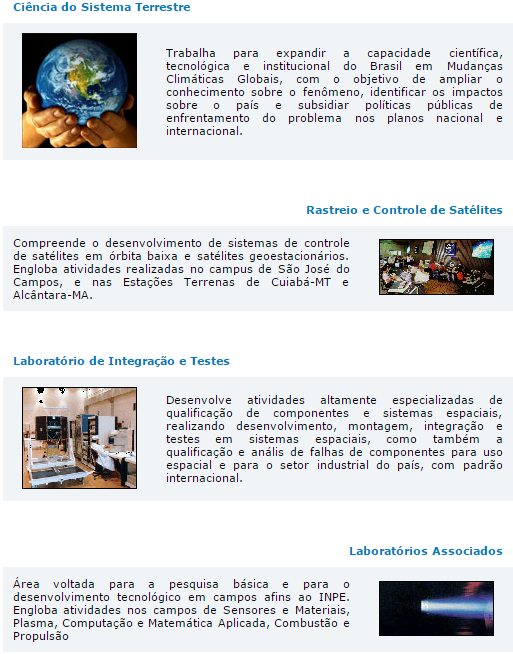 Ciência do Sistema Terrestre
Trabalha para expandir a capacidade científica,
tecnológica e institucional do Brasil em Mudanças
Climáticas Globais, com o objetivo de ampliar o
conhecimento sobre o fenômeno, identificar os impactos
sobre o país e subsidiar políticas públicas de
enfrentamento do problema nos planos nacional e
internacional.
Rastreio e Controle de Satélites
Compreende o desenvolvimento de sistemas de controle
de satélites em órbita baixa e satélites geoestacionários.
Engloba atividades realizadas no campus de São José do
Campos, e nas Estações Terrenas de Cuiabá-MT e
Alcântara-MA.
Laboratório de Integração e Testes
Desenvolve atividades altamente especializadas de
qualificação de componentes e sistemas espaciais,
realizando desenvolvimento, montagem, integração e
testes em sistemas espaciais, como também a
qualificação e anális de falhas de componentes para uso
espacial e para o setor industrial do país, com padrão
internacional.
Laboratórios Associados
Área voltada para a pesquisa básica e para o
desenvolvimento tecnológico em campos afins ao INPE.
Engloba atividades nos campos de Sensores e Materiais,
Plasma, Computação e Matemática Aplicada, Combustão e
Propulsão